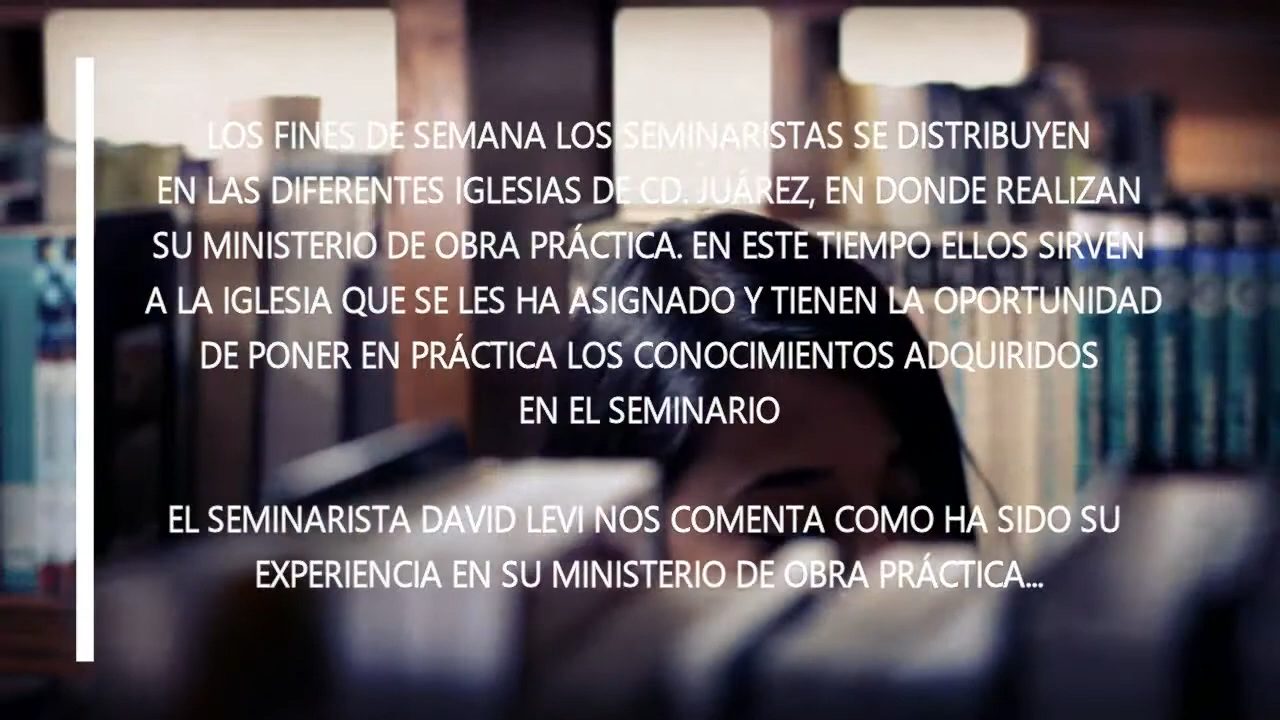 LOS FINES DE SEMANA LOS SEMINARISTAS SE DISTRIBUYEN
EN LAS DIFERENTES IGLESIAS DE CD. JUÁREZ, EN DONDE REALIZAN
SU MINISTERIO DE OBRA PRÁCTICA. EN ESTE TIEMPO ELLOS SIRVEN
A LA IGLESIA QUE SE LES HA ASIGNADO Y TIENEN LA OPORTUNIDAD
DE PONER EN PRÁCTICA LOS CONOCIMIENTOS ADQUIRIDOS
EN EL SEMINARIO
EL SEMINARISTA DAVID LEVI NOS COMENTA COMO HA SIDO SU
EXPERIENCIA EN SU MINISTERIO DE OBRA PRÁCTICA...